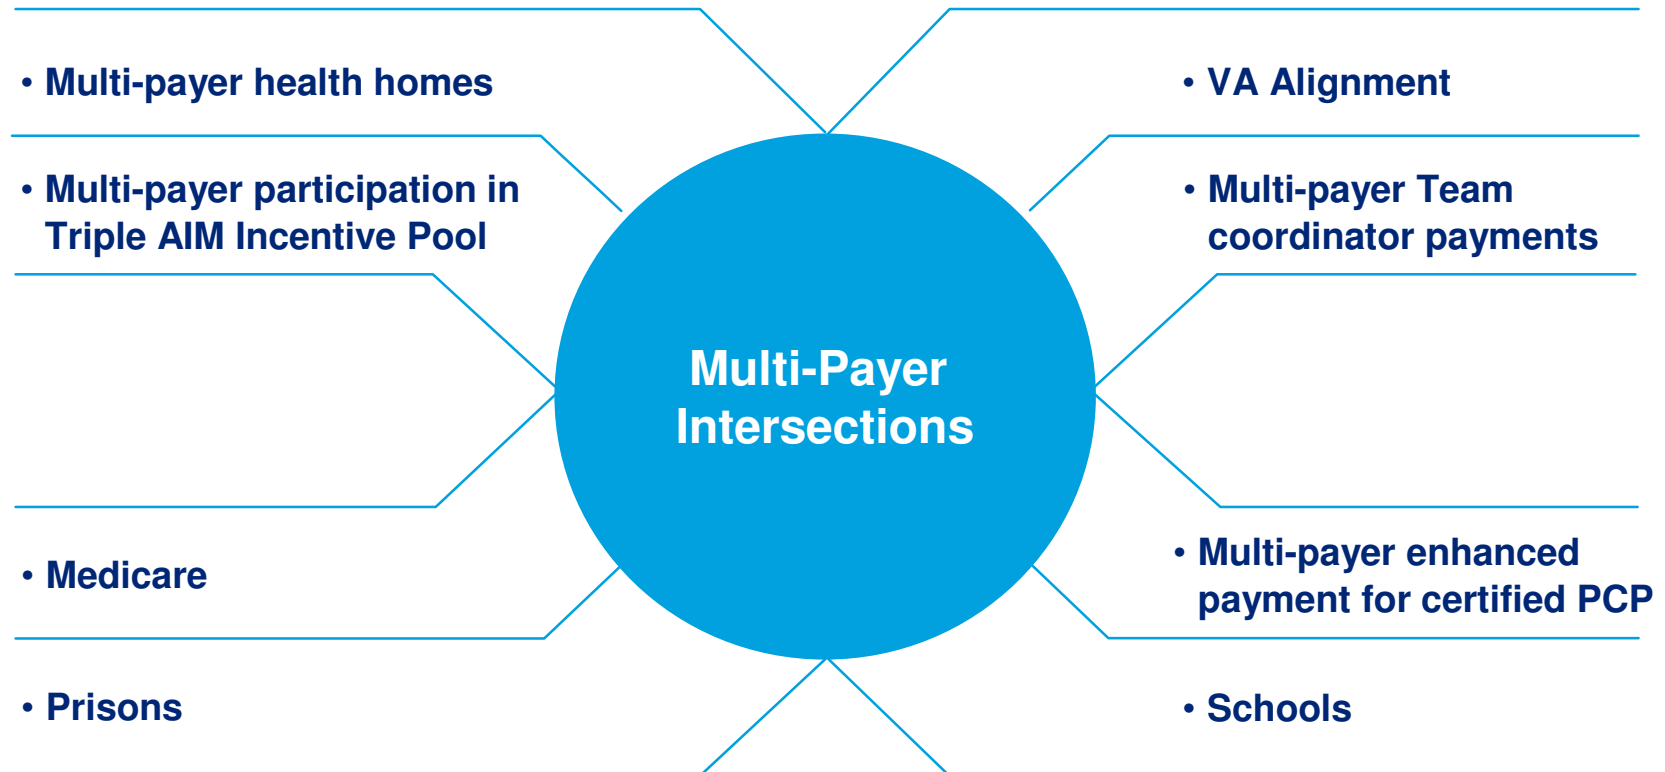 • Multi-payer health homes
• Multi-payer participation in
Triple AIM Incentive Pool
• Medicare
• Prisons
Multi-Payer
Intersections
• VA Alignment
• Multi-payer Team
coordinator payments
• Multi-payer enhanced
payment for certified PCP
• Schools